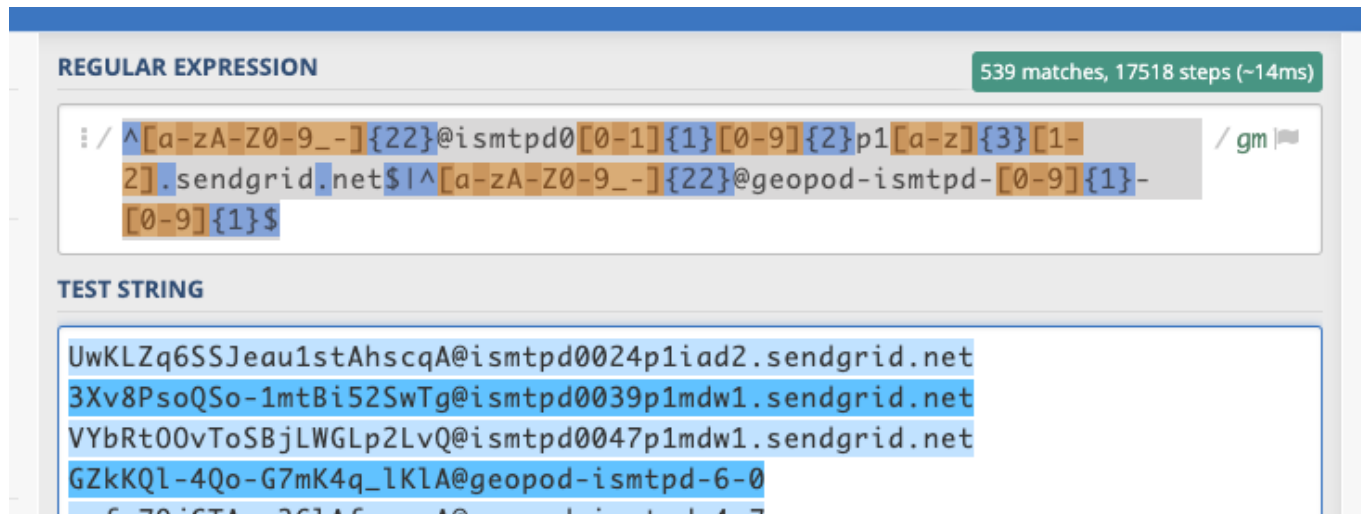 REGULAR EXPRESSION
539 matches, 17518 steps (~14ms)
/ ^[a-zA-Z0-9_-]{22}@ismtpd0[0-1]{1}[0-9]{2}p1[a-z]{3}[1-
2].sendgrid.net$|^[a-zA-Z0-9_-]{22}@geopod-ismtpd-[0-9]{1}-
[0-9]{1}$
/ gm
TEST STRING
UwKLZq6SSJeau1stAhscqA@ismtpd0024p1iad2.sendgrid.net
3Xv8PsoQSo-1mtBi52SwTg@ismtpd0039p1mdw1.sendgrid.net
VYbRtOOvToSBjLWGLp2LvQ@ismtpd0047p1mdw1.sendgrid.net
GZkKQl-4Qo-G7mK4q_lKlA@geopod-ismtpd-6-0